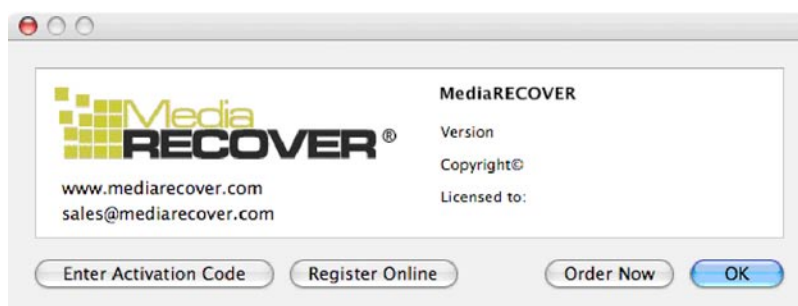 Media
RECOVER®
www.mediarecover.com
sales@mediarecover.com
MediaRECOVER
Version
Copyright©
Licensed to:
Enter Activation Code
Register Online
Order Now
OK